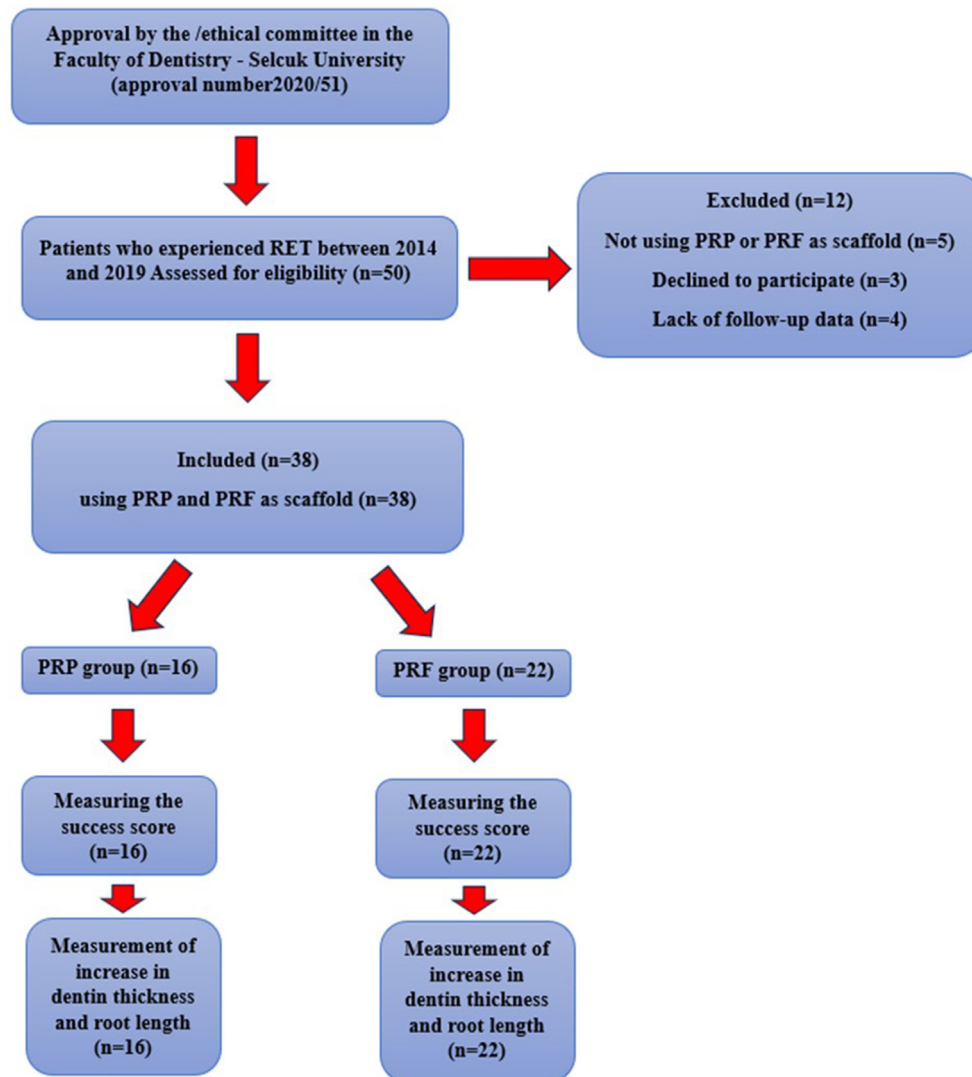 Approval by the /ethical committee in the
Faculty of Dentistry - Selcuk University
(approval number2020/51)
Patients who experienced RET between 2014
and 2019 Assessed for eligibility (n=50)
Excluded (n=12)
Not using PRP or PRF as scaffold (n=5)
Declined to participate (n=3)
Lack of follow-up data (n=4)
Included (n=38)
using PRP and PRF as scaffold (n=38)
PRP group (n=16)
PRF group (n=22)
Measuring the
success score
(n=16)
Measuring the
success score
(n=22)
Measurement of
increase in
dentin thickness
and root length
(n=16)
Measurement of
increase in
dentin thickness
and root length
(n=22)